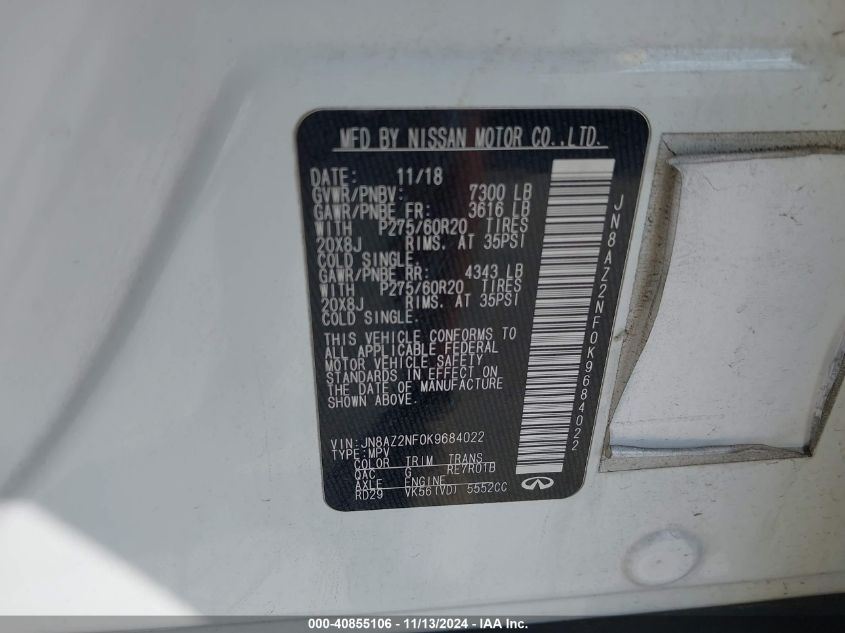 MFD BY NISSAN MOTOR CO.,LTD.
DATE: 11/18
GVWR/PNBV: 7300 LB
GAWR/PNBE FR: 3616 LB
WITH P275/60R20 TIRES
20X8J RIMS. AT 35PSI
COLD SINGLE.
GAWR/PNBE RR: 4343 LB
WITH P275/60R20 TIRES
20X8J RIMS. AT 35PSI
COLD SINGLE.
THIS VEHICLE CONFORMS TO
ALL APPLICABLE FEDERAL
MOTOR VEHICLE SAFETY
STANDARDS IN EFFECT ON
THE DATE OF MANUFACTURE
SHOWN ABOVE.
VIN:JN8AZ2NF0K9684022
TYPE:MPV
COLOR TRIM TRANS
QAC G RE7R01B
AXLE ENGINE
RD29 VK56(VD) 5552CC
JN8AZ2NF0K9684022
000-40855106 - 11/13/2024 - IAA Inc.